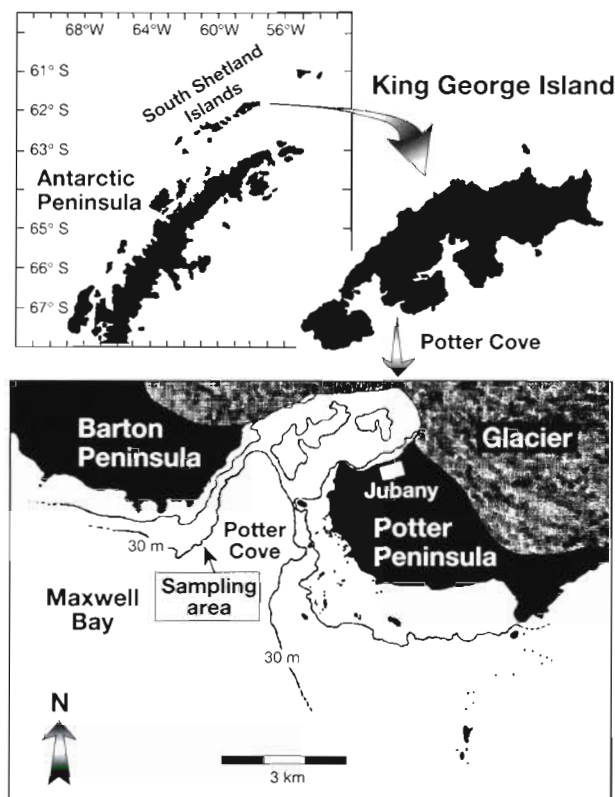 68°W 64°W 60°W 56°W
61° S
62° S
63° S
64° S
65° S
66° S
67° S
South Shetland
Islands
Antarctic
Peninsula
King George Island
Potter Cove
Barton
Peninsula
Glacier
Jubany
Potter
Peninsula
Potter
Cove
30 m
Sampling
area
Maxwell
Bay
30 m
N
3 km